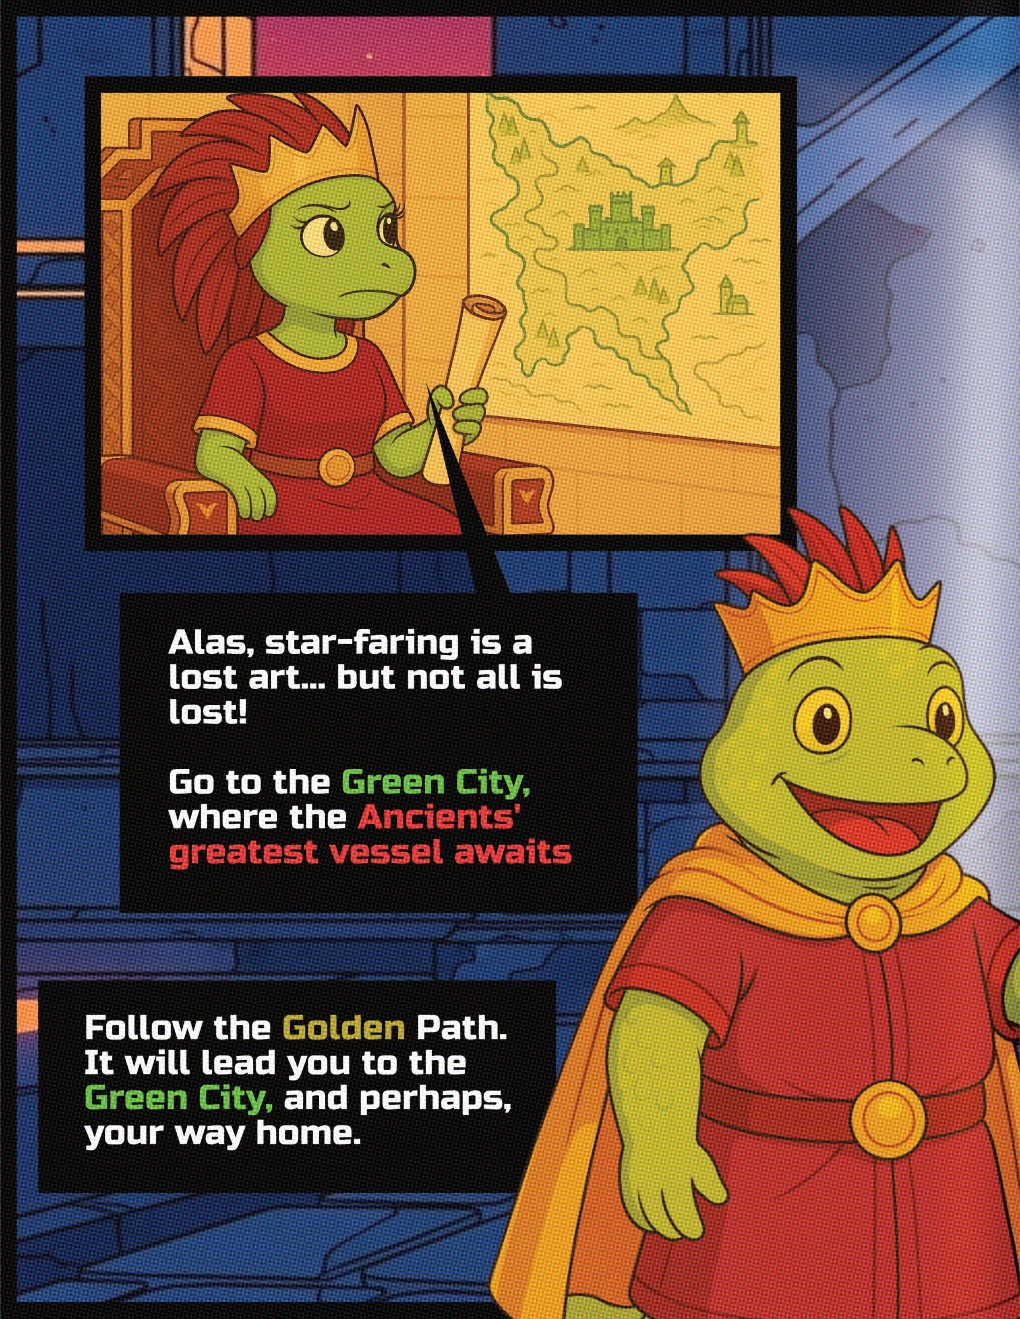 Alas, star-faring is a
lost art... but not all is
lost!
Go to the Green City,
where the Ancients'
greatest vessel awaits
Follow the Golden Path.
It will lead you to the
Green City, and perhaps,
your way home.